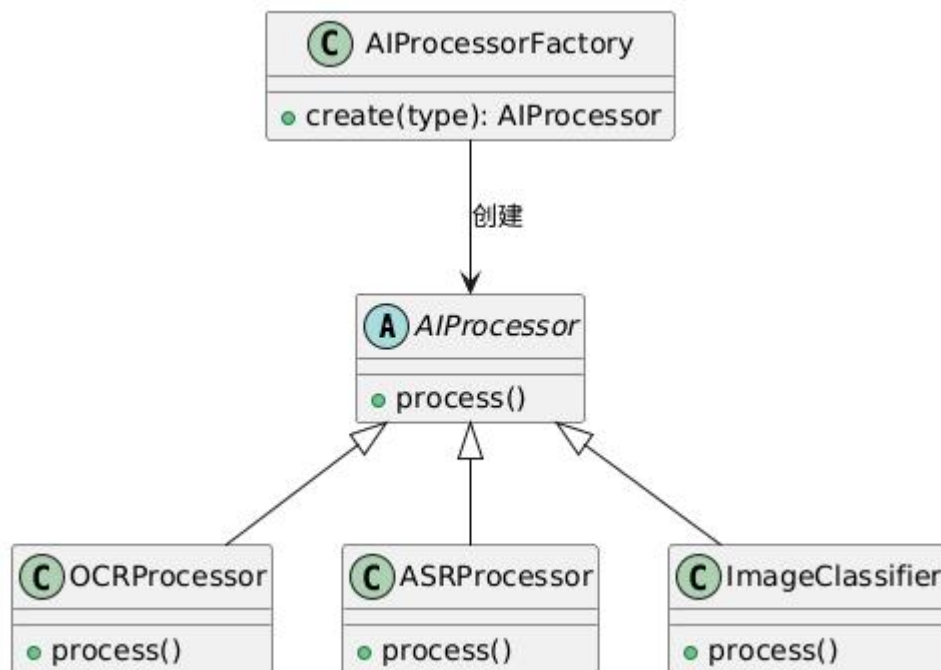 C AIProcessorFactory
create(type): AIProcessor
创建
A AIProcessor
process()
C OCRProcessor C ASRProcessor C ImageClassifier
process() process() process()